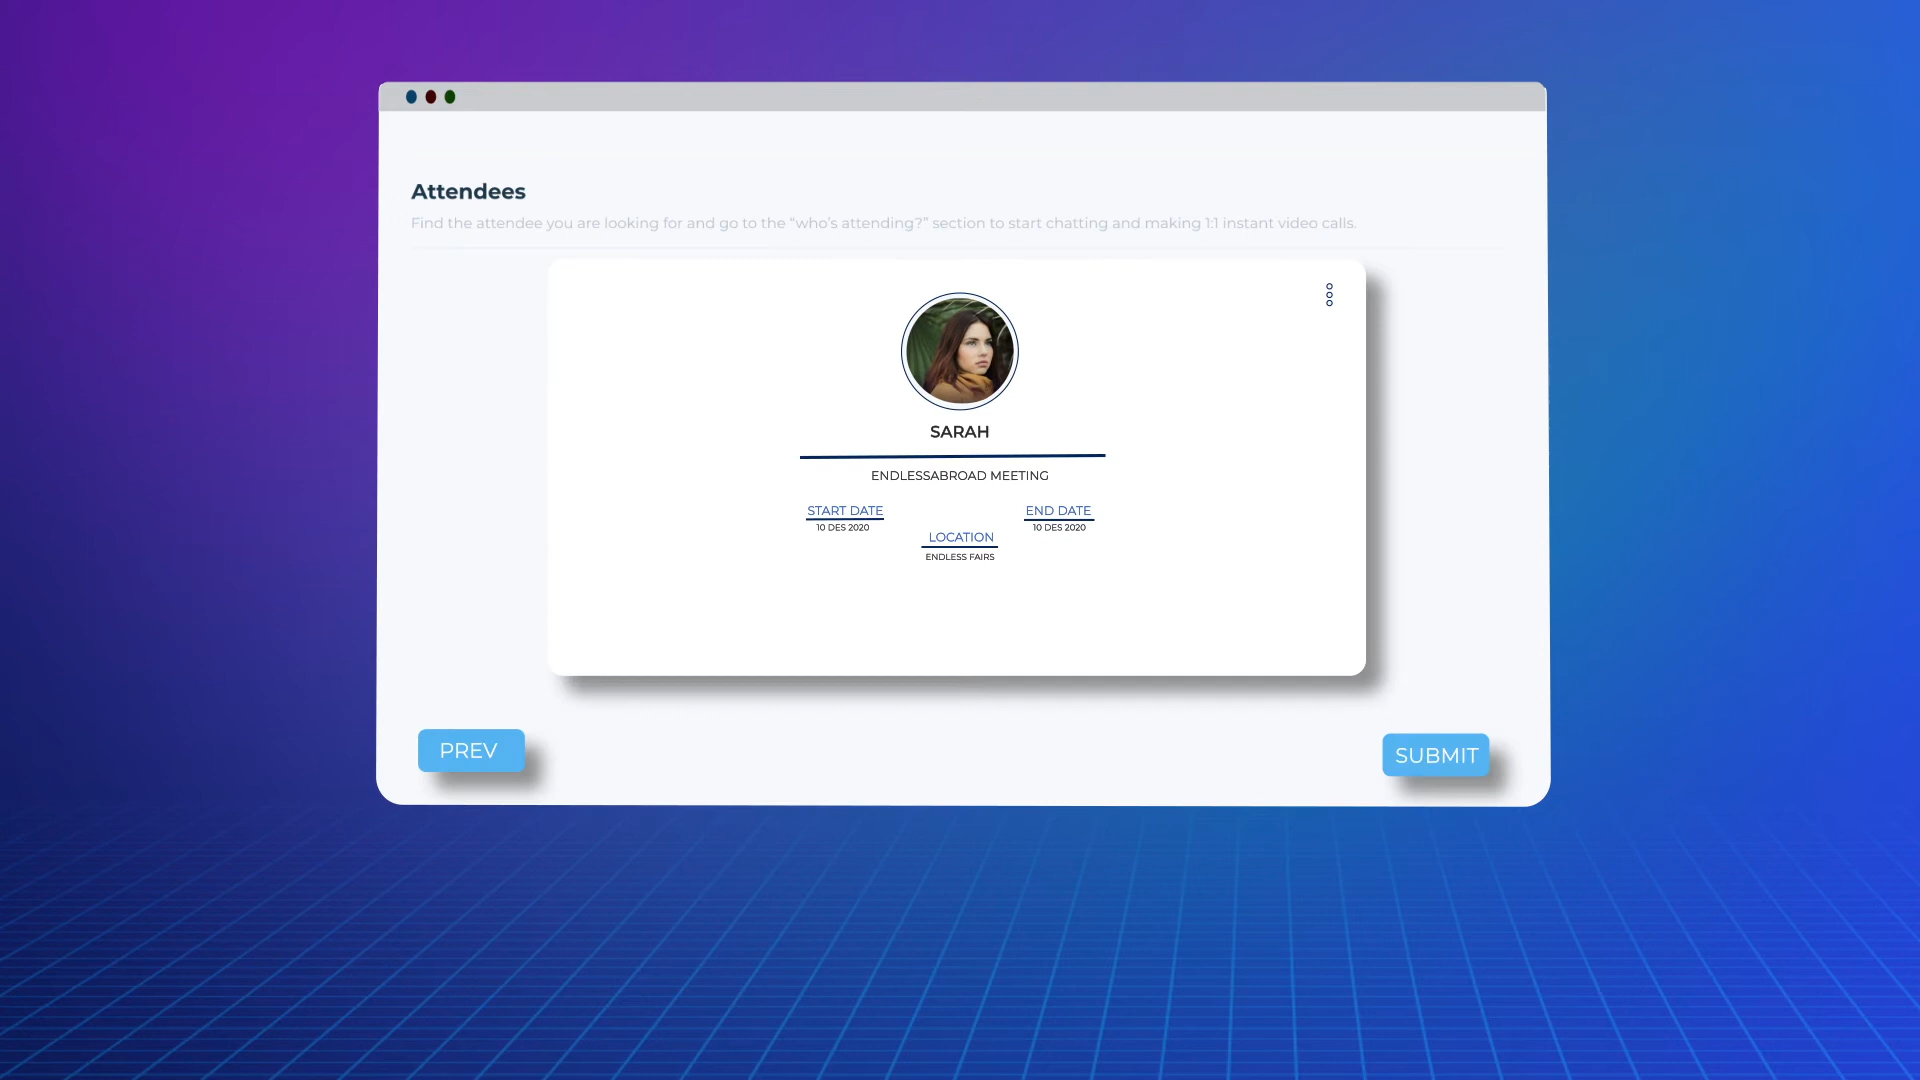 Attendees
Find the attendee you are looking for and go to the “who’s attending?” section to start chatting and making 1:1 instant video calls.
SARAH
ENDLESSABROAD MEETING
START DATE
10 DES 2020
END DATE
10 DES 2020
LOCATION
ENDLESS FAIRS
PREV
SUBMIT